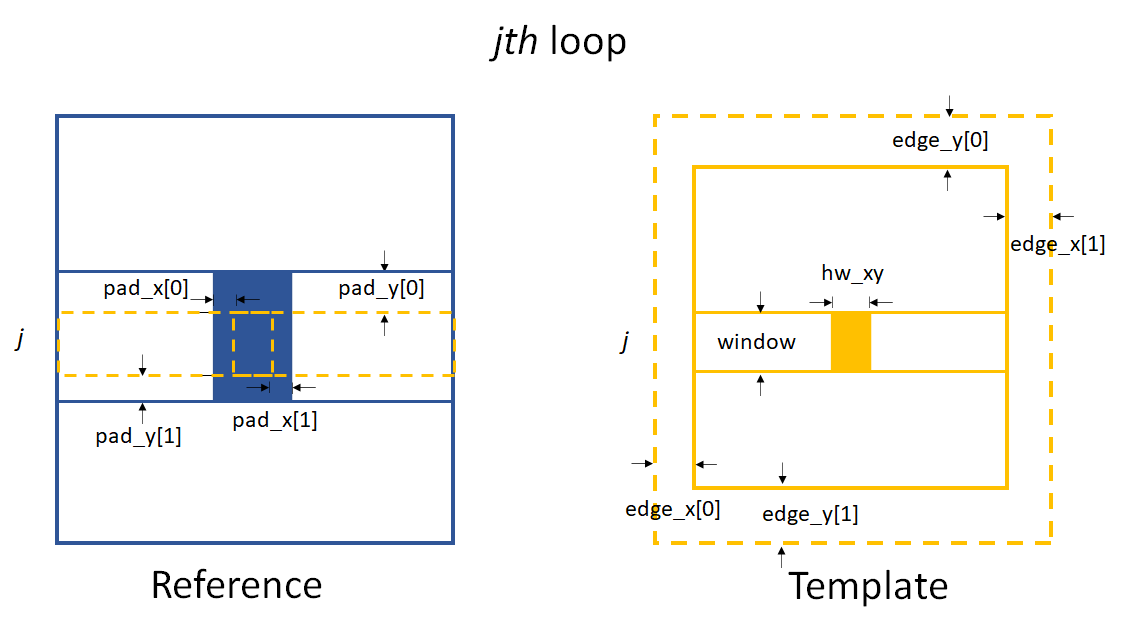 jth loop
edge_y[0]
edge_x[1]
pad_x[0]
pad_y[0]
hw_xy
j
j
window
pad_x[1]
pad_y[1]
edge_x[0]
edge_y[1]
Reference
Template